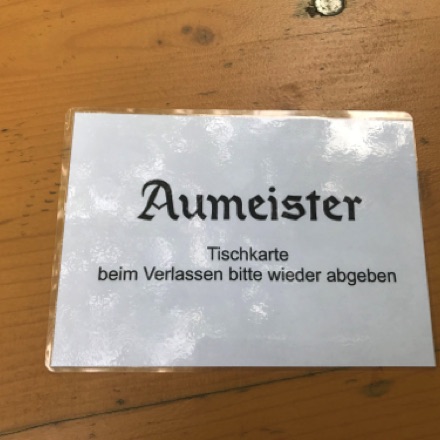 Aumeister
Tischkarte
beim Verlassen bitte wieder abgeben